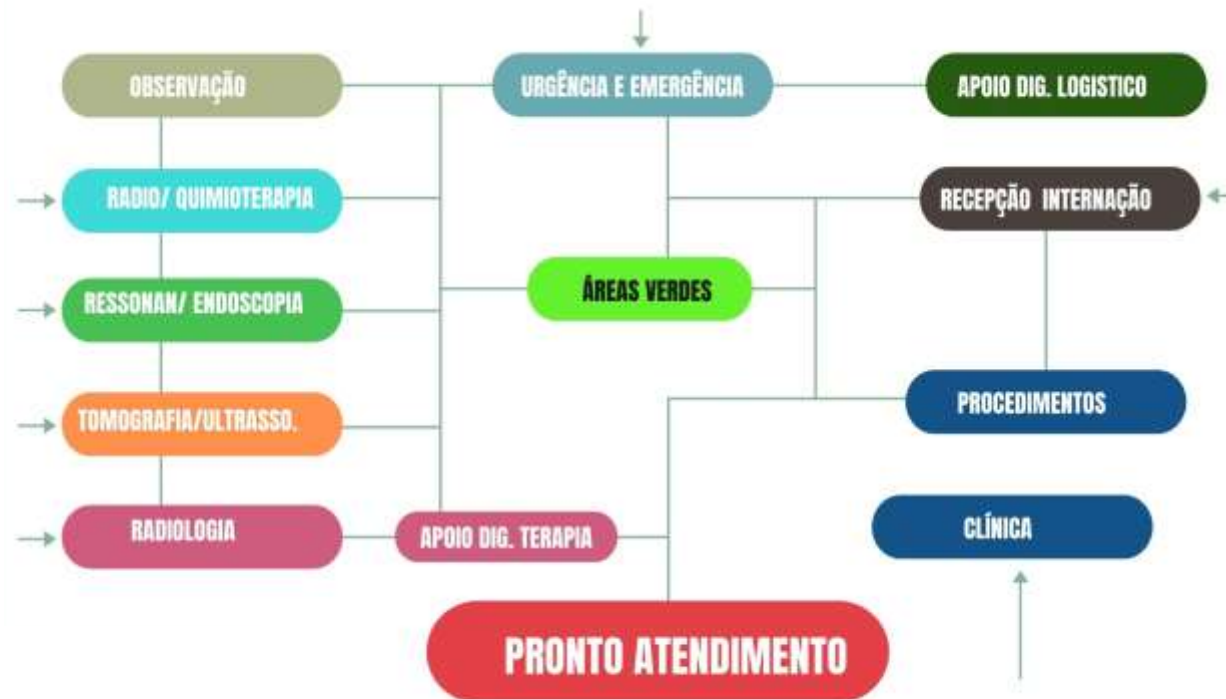 OBSERVAÇÃO
URGÊNCIA E EMERGÊNCIA
APOIO DIG. LOGISTICO
RADIO/ QUIMIOTERAPIA
RECEPÇÃO INTERNAÇÃO
RESSONAN/ ENDOSCOPIA
ÁREAS VERDES
TOMOGRAFIA/ULTRASSO.
PROCEDIMENTOS
RADIOLOGIA
APOIO DIG. TERAPIA
CLÍNICA
PRONTO ATENDIMENTO